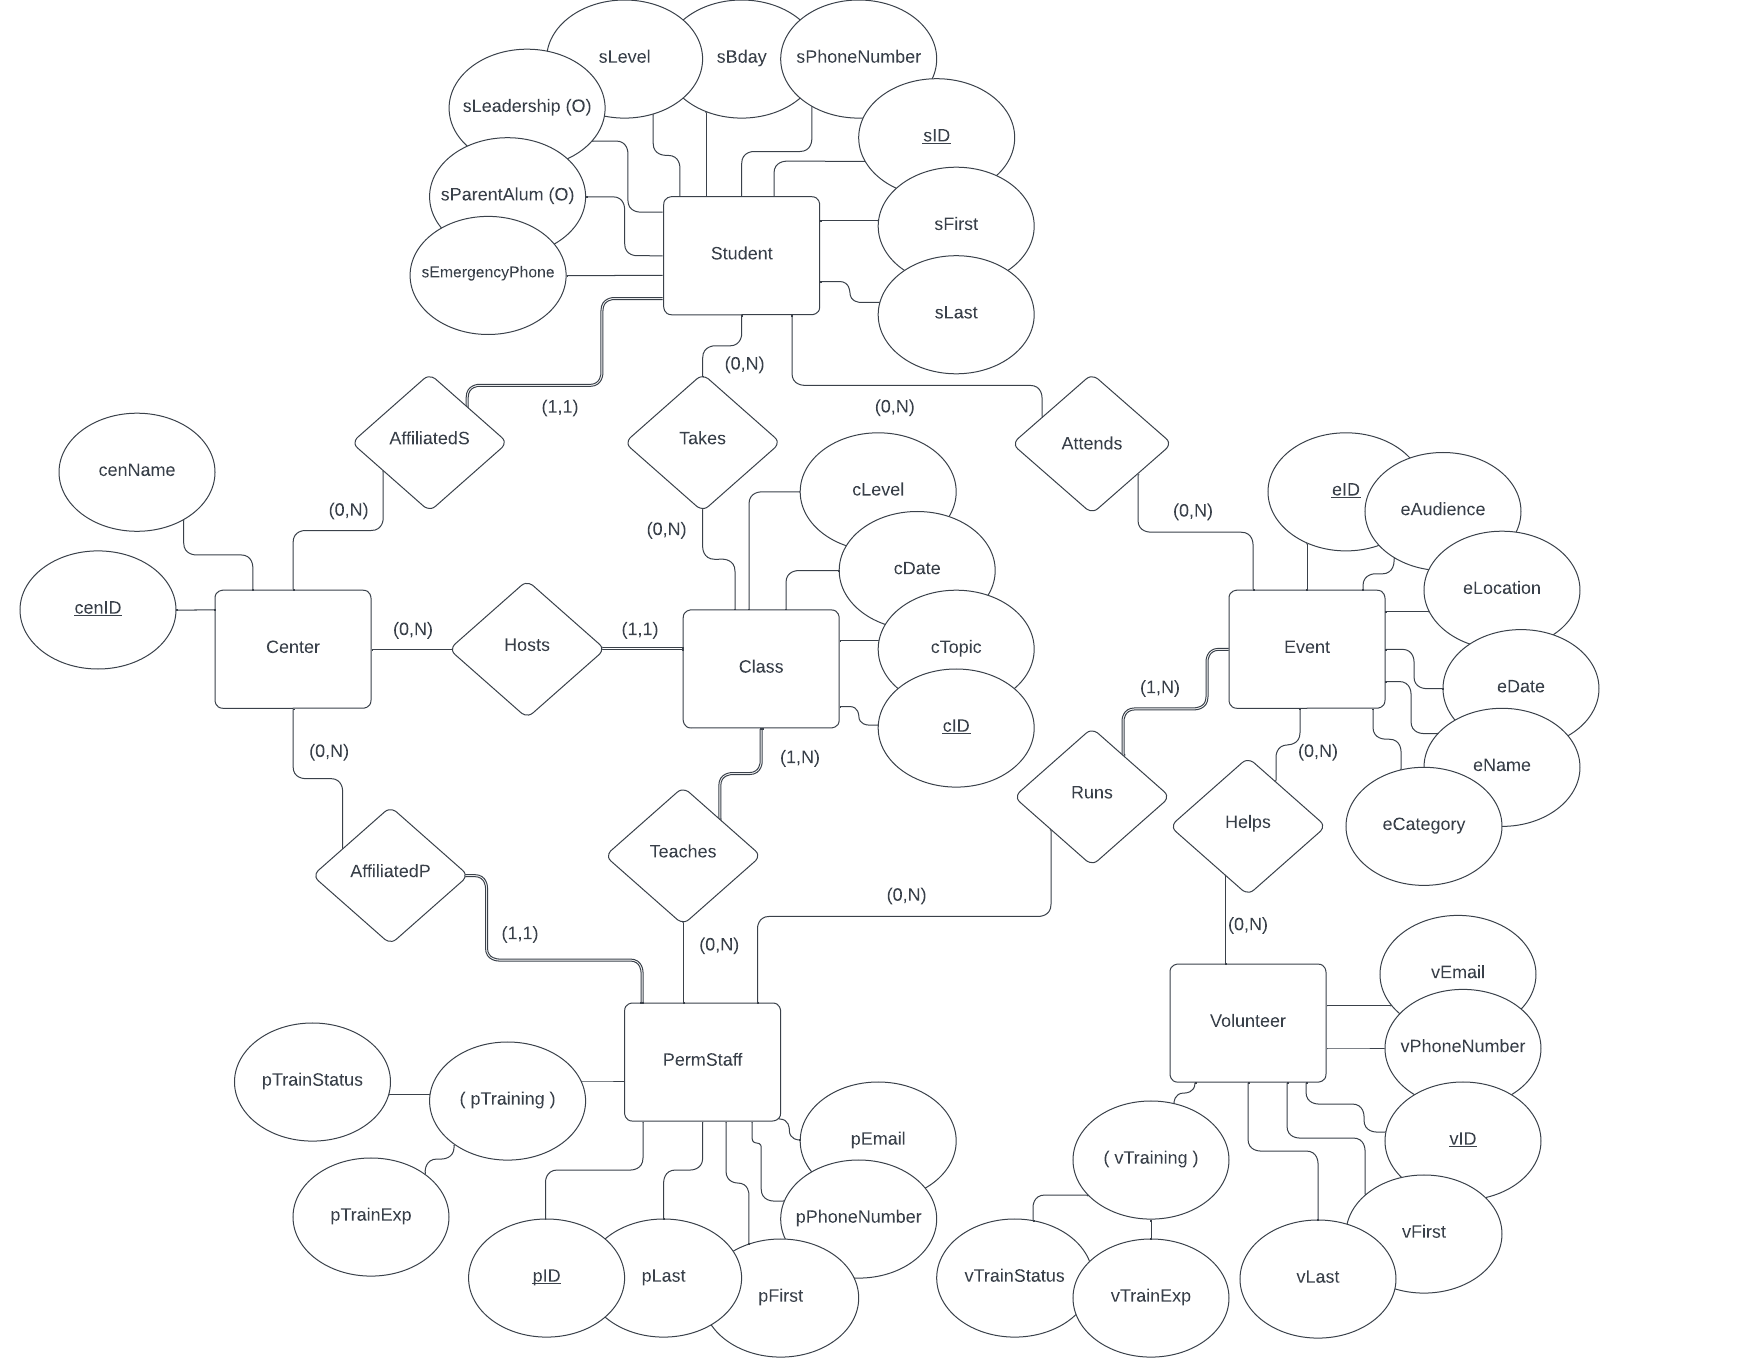 sLevel
sBday
sPhoneNumber
sLeadership (O)
sID
sParentAlum (O)
sFirst
Student
sEmergencyPhone
sLast
(0,N)
(1,1)
(0,N)
AffiliatedS
Takes
Attends
cenName
cLevel
eID
eAudience
(0,N)
(0,N)
(0,N)
cDate
eLocation
cenID
(0,N)
(1,1)
Center
Hosts
cTopic
Event
Class
(1,N)
eDate
cID
(0,N)
(1,N)
(0,N)
eName
Runs
Helps
eCategory
Teaches
AffiliatedP
(0,N)
(1,1)
(0,N)
(0,N)
vEmail
Volunteer
vPhoneNumber
PermStaff
pTrainStatus
( pTraining )
pEmail
vID
( vTraining )
pTrainExp
pPhoneNumber
vFirst
pID
pLast
pFirst
vTrainStatus
vTrainExp
vLast